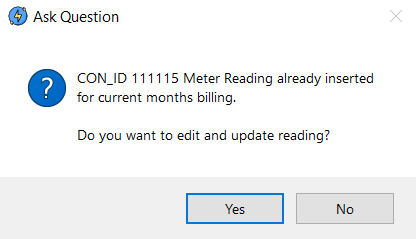 Ask Question
CON_ID 111115 Meter Reading already inserted
for current months billing.
Do you want to edit and update reading?
Yes
No